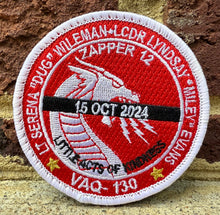 LT SERENA "DUG" WILEMAN • LCDR LYNDSAY "MILEY" EVANS
ZAPPER 12
15 OCT 2024
LITTLE ACTS OF KINDNESS
VAQ-130